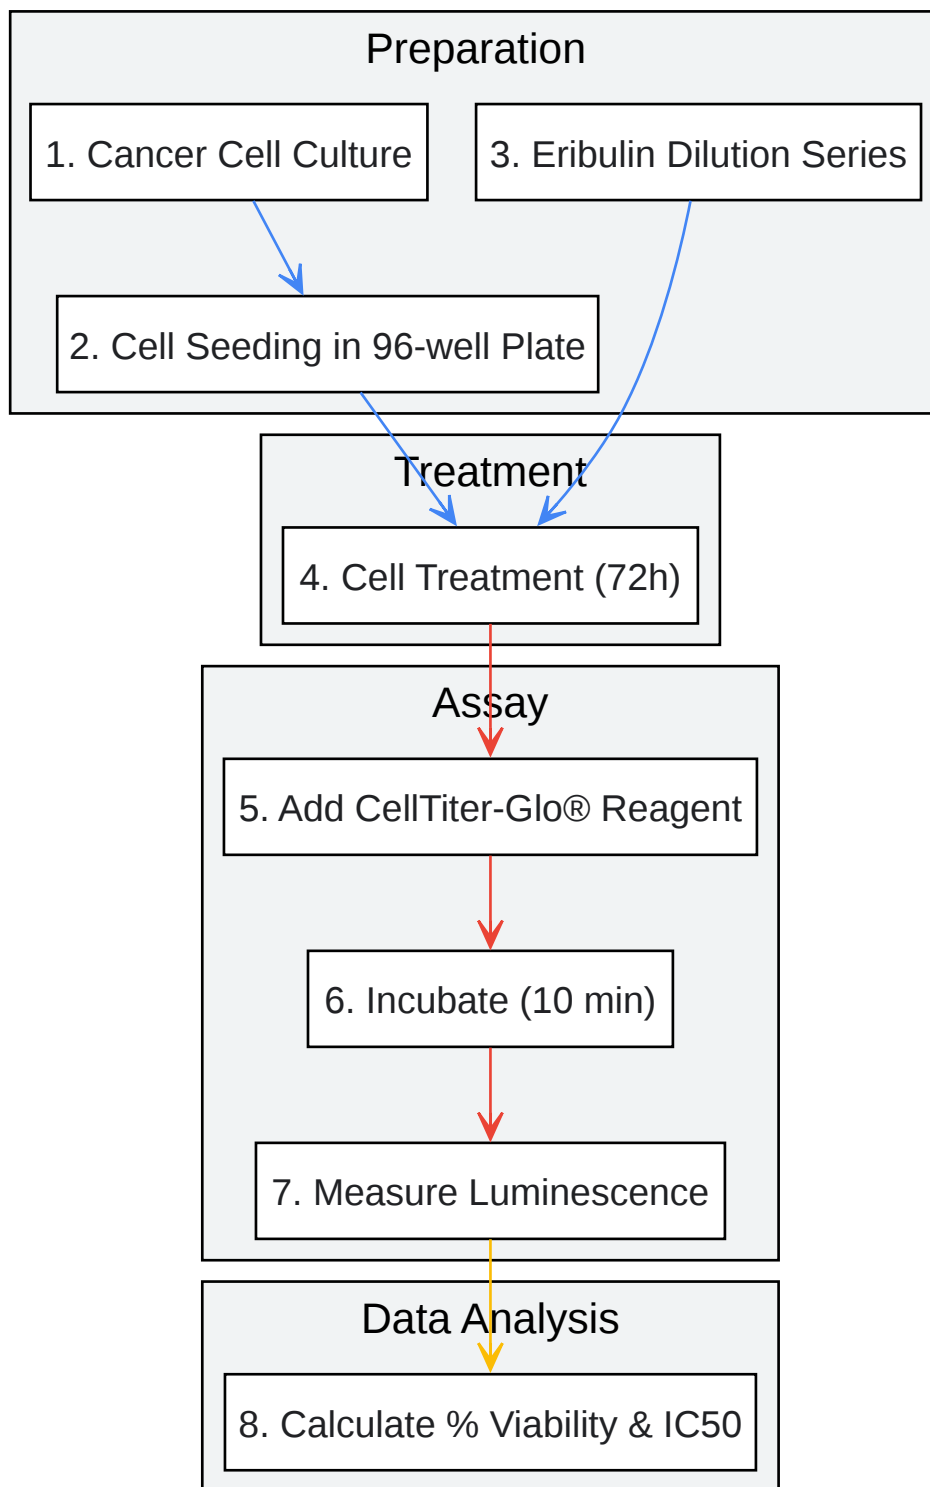 Preparation
1. Cancer Cell Culture
3. Eribulin Dilution Series
2. Cell Seeding in 96-well Plate
Treatment
4. Cell Treatment (72h)
Assay
5. Add CellTiter-Glo® Reagent
6. Incubate (10 min)
7. Measure Luminescence
Data Analysis
8. Calculate % Viability & IC50